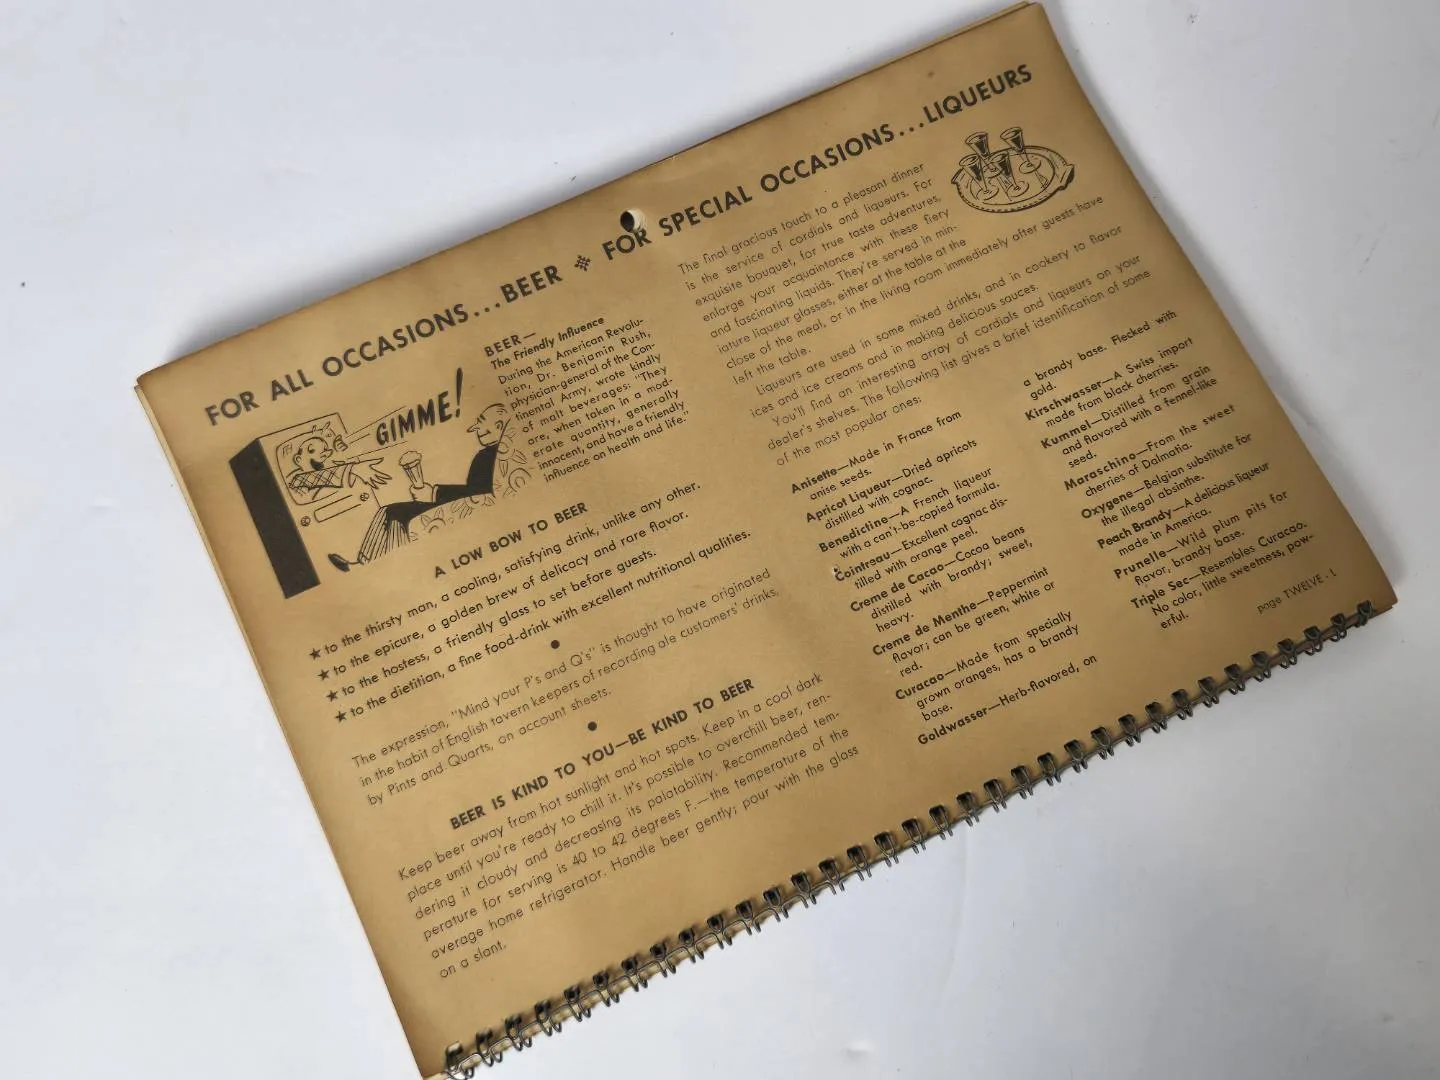 FOR ALL OCCASIONS...BEER FOR SPECIAL OCCASIONS...LIQUEURS
GIMME!
BEER—
The Friendly Influence
During the American Revolu-
tion, Dr. Benjamin Rush,
physician-general of the Con-
tinental Army, wrote kindly
of malt beverages: "They
are, when taken in a mod-
erate quantity, generally
innocent, and have a friendly
influence on health and life."
A LOW BOW TO BEER
★ to the thirsty man, a cooling, satisfying drink, unlike any other.
★ to the epicure, a golden brew of delicacy and rare flavor.
★ to the hostess, a friendly glass to set before guests.
★ to the dietitian, a fine food-drink with excellent nutritional qualities.
The expression, "Mind your P's and Q's" is thought to have originated
in the habit of English tavern keepers of recording ale customers' drinks,
by Pints and Quarts, on account sheets.
BEER IS KIND TO YOU—BE KIND TO BEER
Keep beer away from hot sunlight and hot spots. Keep in a cool dark
place until you're ready to chill it. It's possible to overchill beer, ren-
dering it cloudy and decreasing its palatability. Recommended tem-
perature for serving is 40 to 42 degrees F.—the temperature of the
average home refrigerator. Handle beer gently; pour with the glass
on a slant.
The final gracious touch to a pleasant dinner
is the service of cordials and liqueurs. For
exquisite bouquet, for true taste adventures,
enlarge your acquaintance with these fiery
and fascinating liquids. They're served in min-
iature liqueur glasses, either at the table at the
close of the meal, or in the living room immediately after guests have
left the table.
Liqueurs are used in some mixed drinks, and in cookery to flavor
ices and ice creams and in making delicious sauces.
You'll find an interesting array of cordials and liqueurs on your
dealer's shelves. The following list gives a brief identification of some
of the most popular ones:
Anisette—Made in France from
anise seeds.
Apricot Liqueur—Dried apricots
distilled with cognac.
Benedictine—A French liqueur
with a can't-be-copied formula.
Cointreau—Excellent cognac dis-
tilled with orange peel.
Creme de Cacao—Cocoa beans
distilled with brandy; sweet,
heavy.
Creme de Menthe—Peppermint
flavor; can be green, white or
red.
Curacao—Made from specially
grown oranges, has a brandy
base.
Goldwasser—Herb-flavored, on
a brandy base. Flecked with
gold.
Kirschwasser—A Swiss import
made from black cherries.
Kummel—Distilled from grain
and flavored with a fennel-like
seed.
Maraschino—From the sweet
cherries of Dalmatia.
Oxygene—Belgian substitute for
the illegal absinthe.
Peach Brandy—A delicious liqueur
made in America.
Prunelle—Wild plum pits for
flavor, brandy base.
Triple Sec—Resembles Curacao.
No color, little sweetness, pow-
erful.
page TWELVE - L